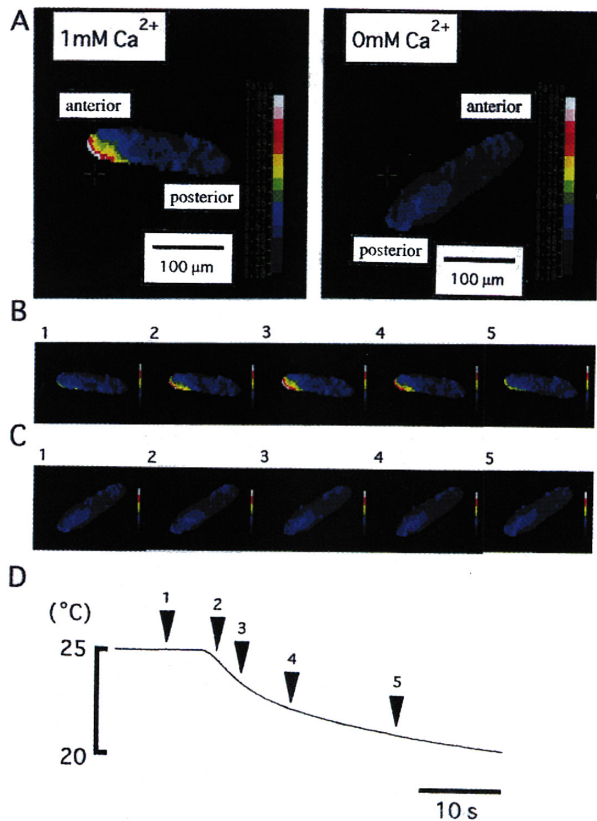 A
1mM Ca2+
0mM Ca2+
anterior
anterior
posterior
posterior
100 µm
100 µm
B
1 2 3 4 5
C
1 2 3 4 5
D
(°C)
1
2
3
4
5
25
20
10 s